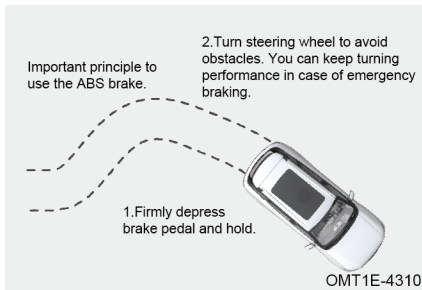 Important principle to
use the ABS brake.
2.Turn steering wheel to avoid
obstacles. You can keep turning
performance in case of emergency
braking.
1.Firmly depress
brake pedal and hold.
OMT1E-4310